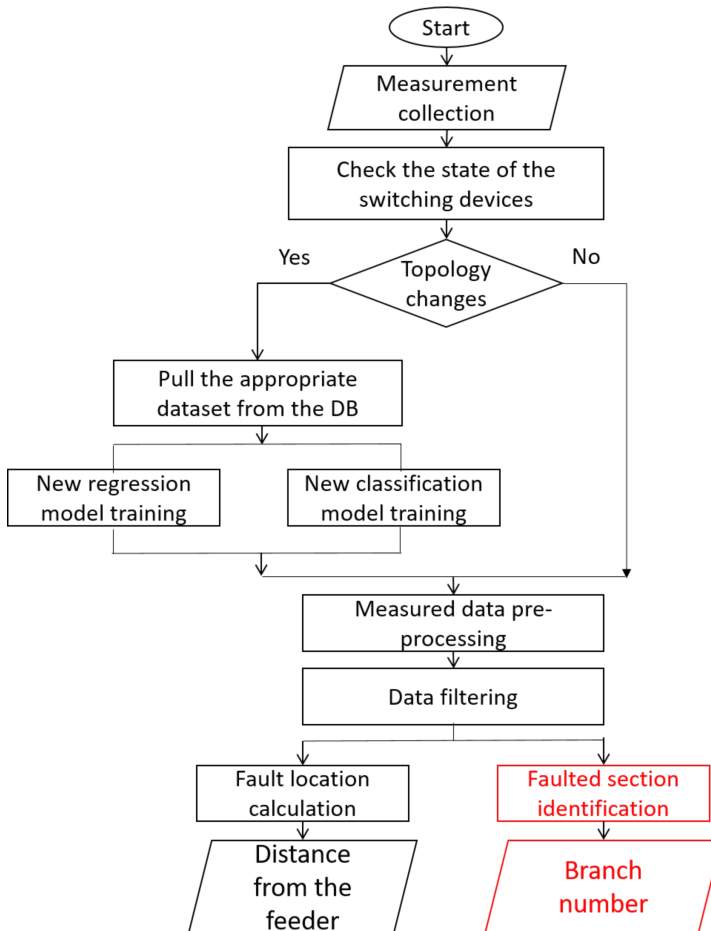 Start
Measurement
collection
Check the state of the
switching devices
Yes
No
Topology
changes
Pull the appropriate
dataset from the DB
New regression
model training
New classification
model training
Measured data pre-
processing
Data filtering
Fault location
calculation
Faulted section
identification
Distance
from the
feeder
Branch
number